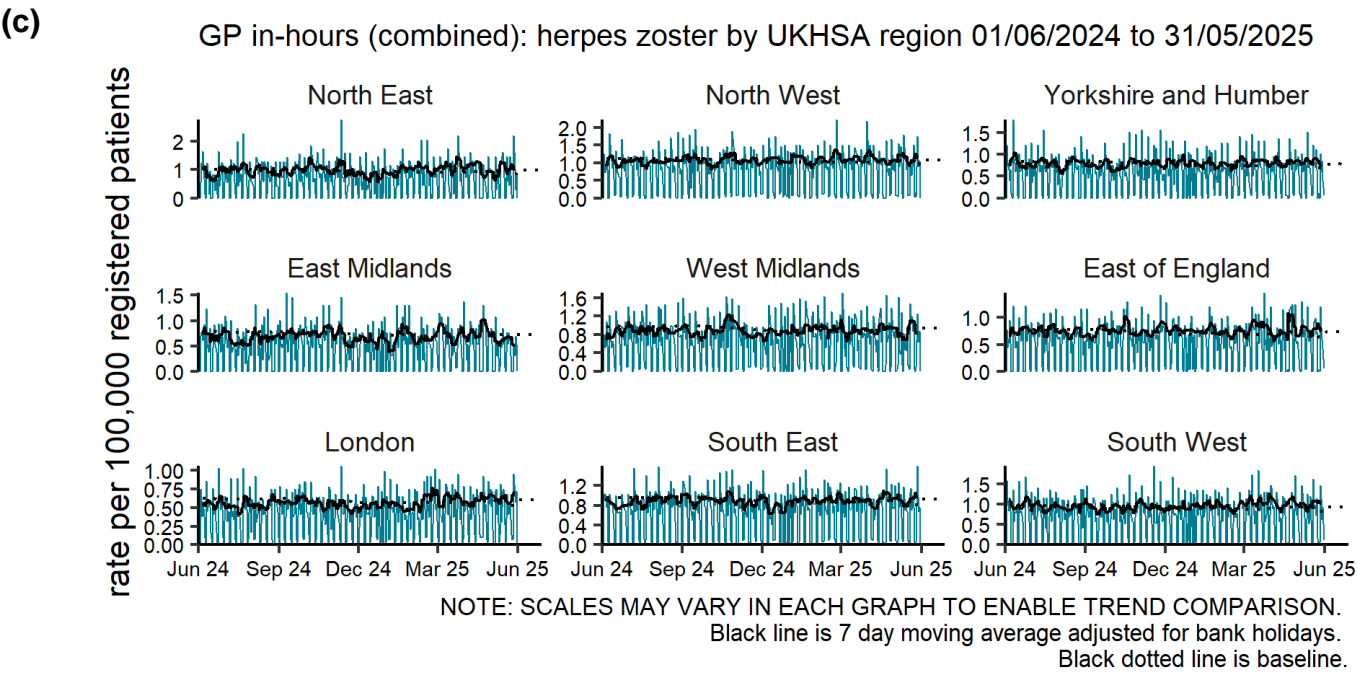 (c)
GP in-hours (combined): herpes zoster by UKHSA region 01/06/2024 to 31/05/2025
rate per 100,000 registered patients
North East
2
1
0
North West
2.0
1.5
1.0
0.5
0.0
Yorkshire and Humber
1.5
1.0
0.5
0.0
East Midlands
1.5
1.0
0.5
0.0
West Midlands
1.6
1.2
0.8
0.4
0.0
East of England
1.0
0.5
0.0
London
1.00
0.75
0.50
0.25
0.00
South East
1.2
0.8
0.4
0.0
South West
1.5
1.0
0.5
0.0
Jun 24 Sep 24 Dec 24 Mar 25 Jun 25 Jun 24 Sep 24 Dec 24 Mar 25 Jun 25 Jun 24 Sep 24 Dec 24 Mar 25 Jun 25
NOTE: SCALES MAY VARY IN EACH GRAPH TO ENABLE TREND COMPARISON.
Black line is 7 day moving average adjusted for bank holidays.
Black dotted line is baseline.